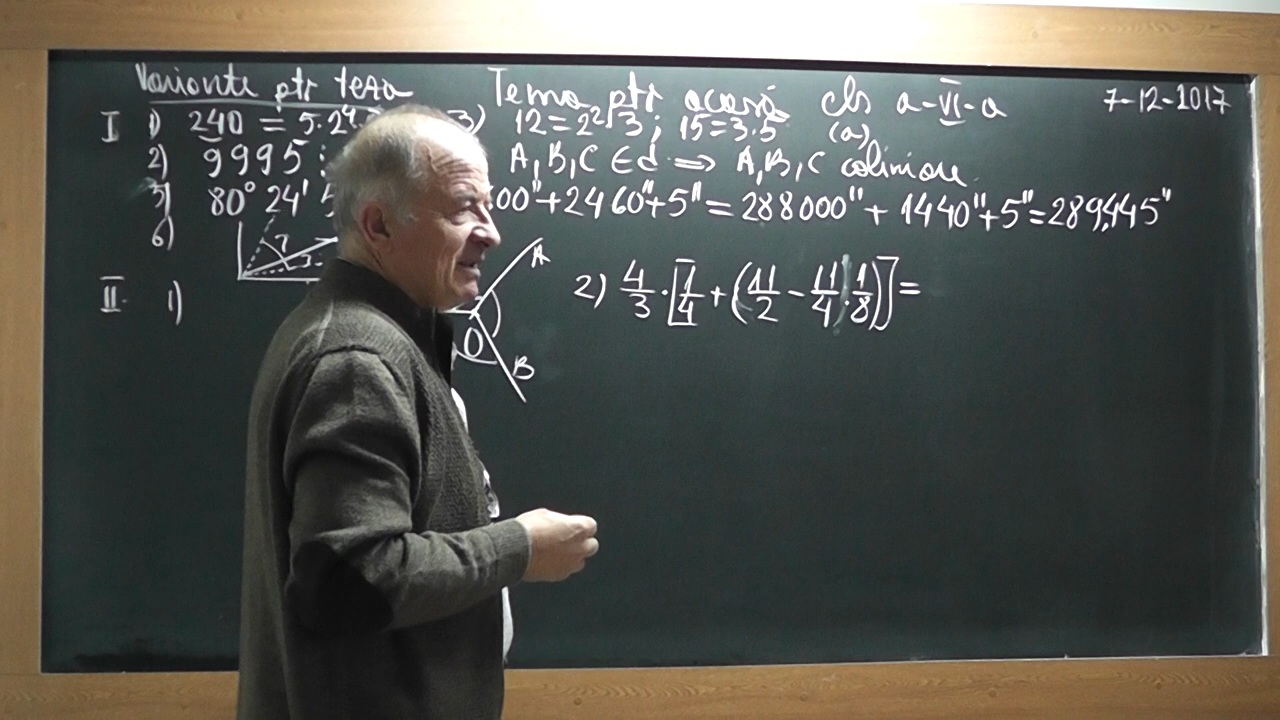 Variante ptr teza Tema ptr acasă cls a-VI-a 7-12-2017
I 1) 240 = 5·2⁴ 3) 12=2²·3 ; 15=3·5 (a)
2) 9995 : A, B, C ∈ d ⇒ A, B, C coliniare
3) 80° 24' 5 00"+2460"+5" = 288000" + 1440"+5"=289445"
6) 7
A
II 1) O 2) 4/3 · [1/4 + (11/2 − 11/4 · 1/8)] =
B